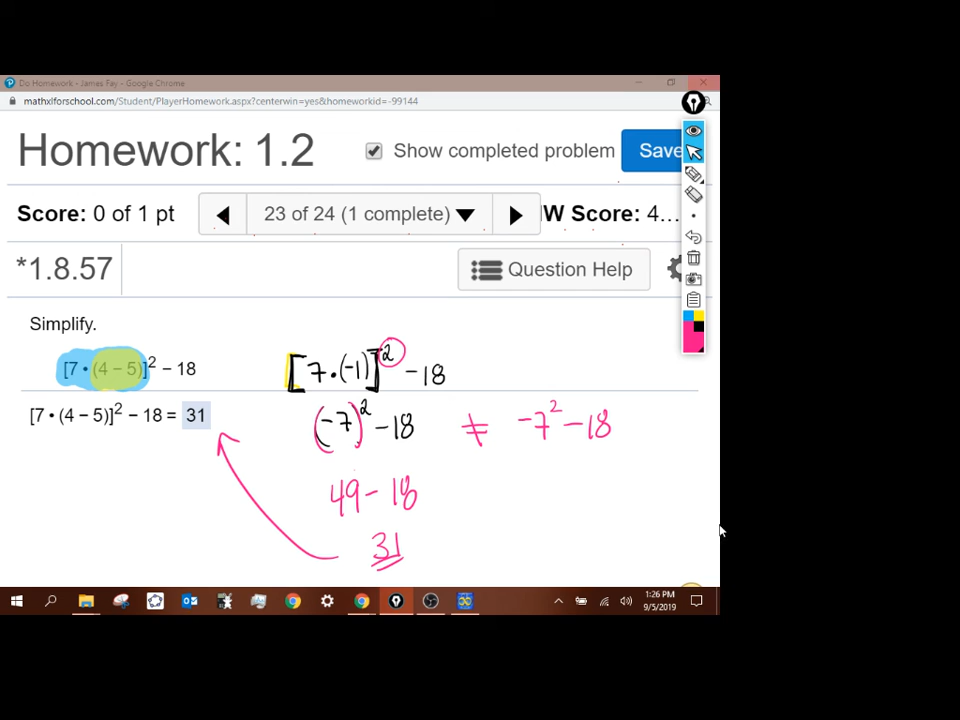 Do Homework - James Fay - Google Chrome
mathxlforschool.com/Student/PlayerHomework.aspx?centerwin=yes&homeworkid=-99144
Homework: 1.2
Show completed problem
Save
Score: 0 of 1 pt
23 of 24 (1 complete)
W Score: 4...
*1.8.57
Question Help
Simplify.
[7 • (4 − 5)]² − 18
[7 · (-1)]² - 18
[7 • (4 − 5)]² − 18 = 31
(-7)² - 18 ≠ -7² - 18
49 - 18
31
1:26 PM
9/5/2019